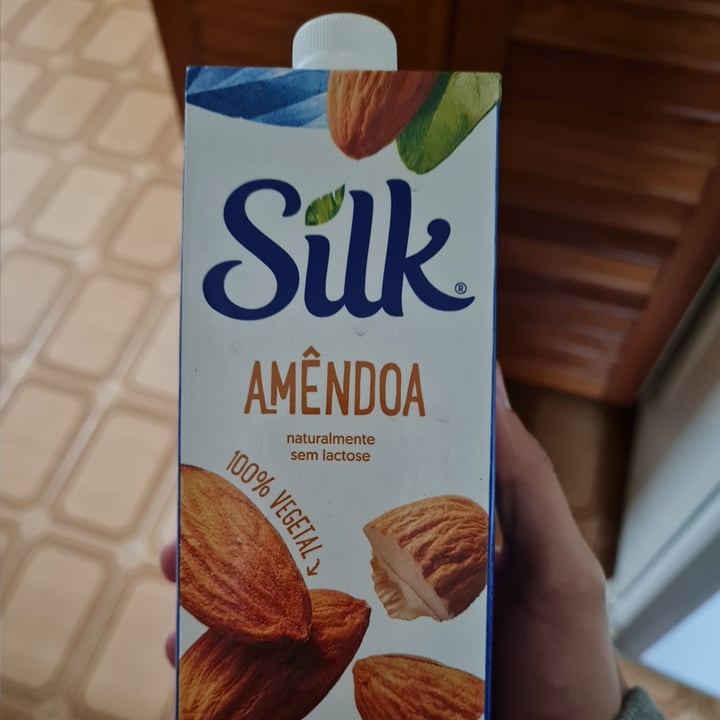 Silk®
AMÊNDOA
naturalmente
sem lactose
100% VEGETAL